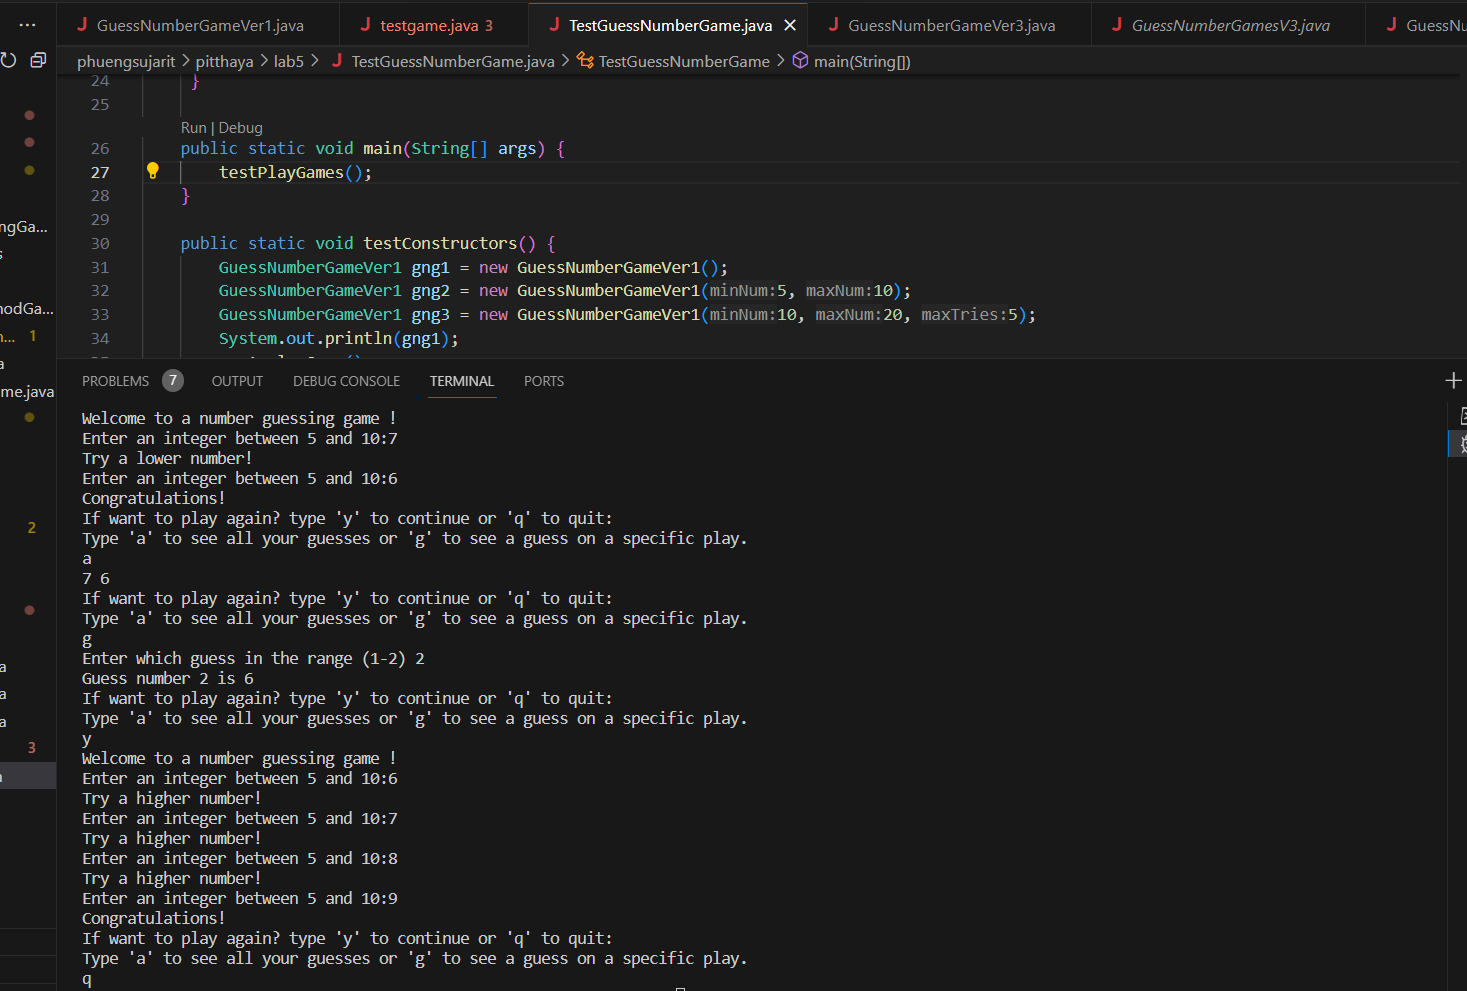 GuessNumberGameVer1.java
testgame.java 3
TestGuessNumberGame.java
GuessNumberGameVer3.java
GuessNumberGamesV3.java
GuessNu
phuengsujarit > pitthaya > lab5 > TestGuessNumberGame.java > TestGuessNumberGame > main(String[])
24 }
25
Run | Debug
26 public static void main(String[] args) {
27 testPlayGames();
28 }
29
30 public static void testConstructors() {
31 GuessNumberGameVer1 gng1 = new GuessNumberGameVer1();
32 GuessNumberGameVer1 gng2 = new GuessNumberGameVer1(minNum:5, maxNum:10);
33 GuessNumberGameVer1 gng3 = new GuessNumberGameVer1(minNum:10, maxNum:20, maxTries:5);
34 System.out.println(gng1);
ngGa...
s
nodGa...
n... 1
a
me.java
2
a
a
a
3
a
PROBLEMS 7 OUTPUT DEBUG CONSOLE TERMINAL PORTS
Welcome to a number guessing game !
Enter an integer between 5 and 10:7
Try a lower number!
Enter an integer between 5 and 10:6
Congratulations!
If want to play again? type 'y' to continue or 'q' to quit:
Type 'a' to see all your guesses or 'g' to see a guess on a specific play.
a
7 6
If want to play again? type 'y' to continue or 'q' to quit:
Type 'a' to see all your guesses or 'g' to see a guess on a specific play.
g
Enter which guess in the range (1-2) 2
Guess number 2 is 6
If want to play again? type 'y' to continue or 'q' to quit:
Type 'a' to see all your guesses or 'g' to see a guess on a specific play.
y
Welcome to a number guessing game !
Enter an integer between 5 and 10:6
Try a higher number!
Enter an integer between 5 and 10:7
Try a higher number!
Enter an integer between 5 and 10:8
Try a higher number!
Enter an integer between 5 and 10:9
Congratulations!
If want to play again? type 'y' to continue or 'q' to quit:
Type 'a' to see all your guesses or 'g' to see a guess on a specific play.
q